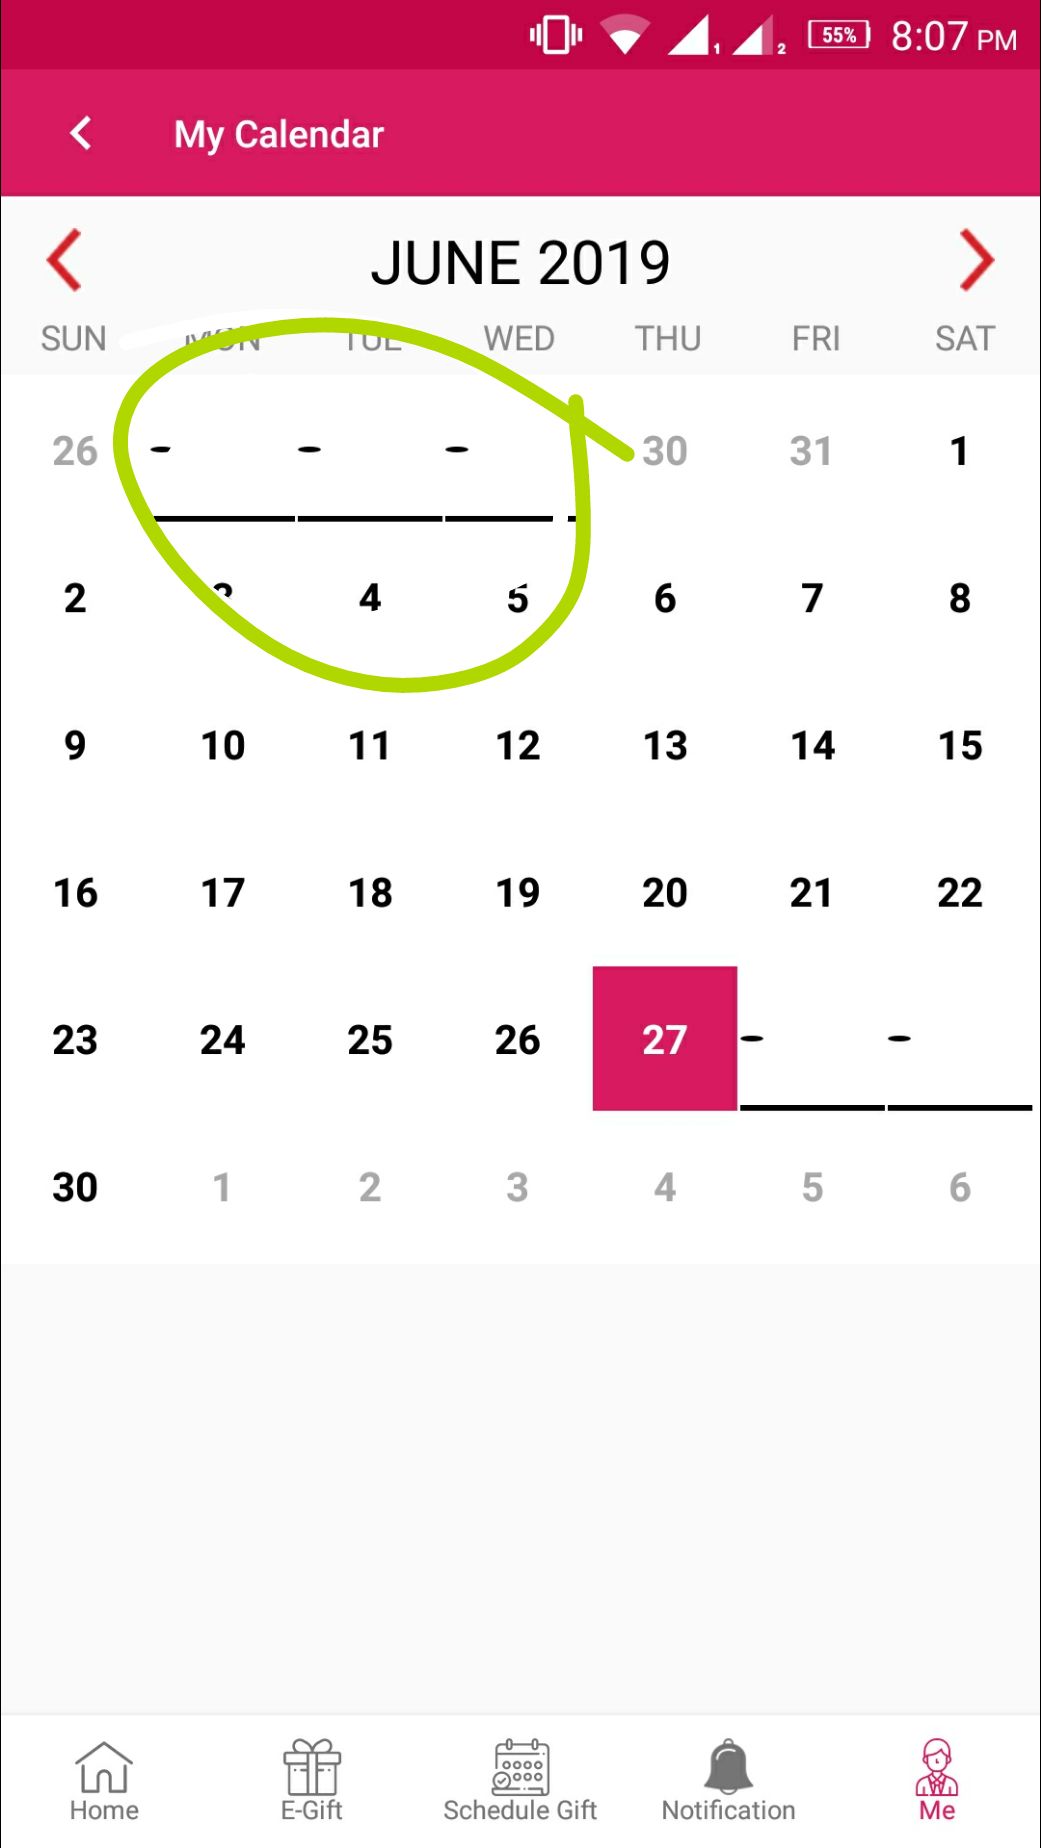 1 2 55% 8:07 PM
My Calendar
JUNE 2019
SUN MON TUE WED THU FRI SAT
26 - - - 30 31 1
2 3 4 5 6 7 8
9 10 11 12 13 14 15
16 17 18 19 20 21 22
23 24 25 26 27 - -
30 1 2 3 4 5 6
Home E-Gift Schedule Gift Notification Me